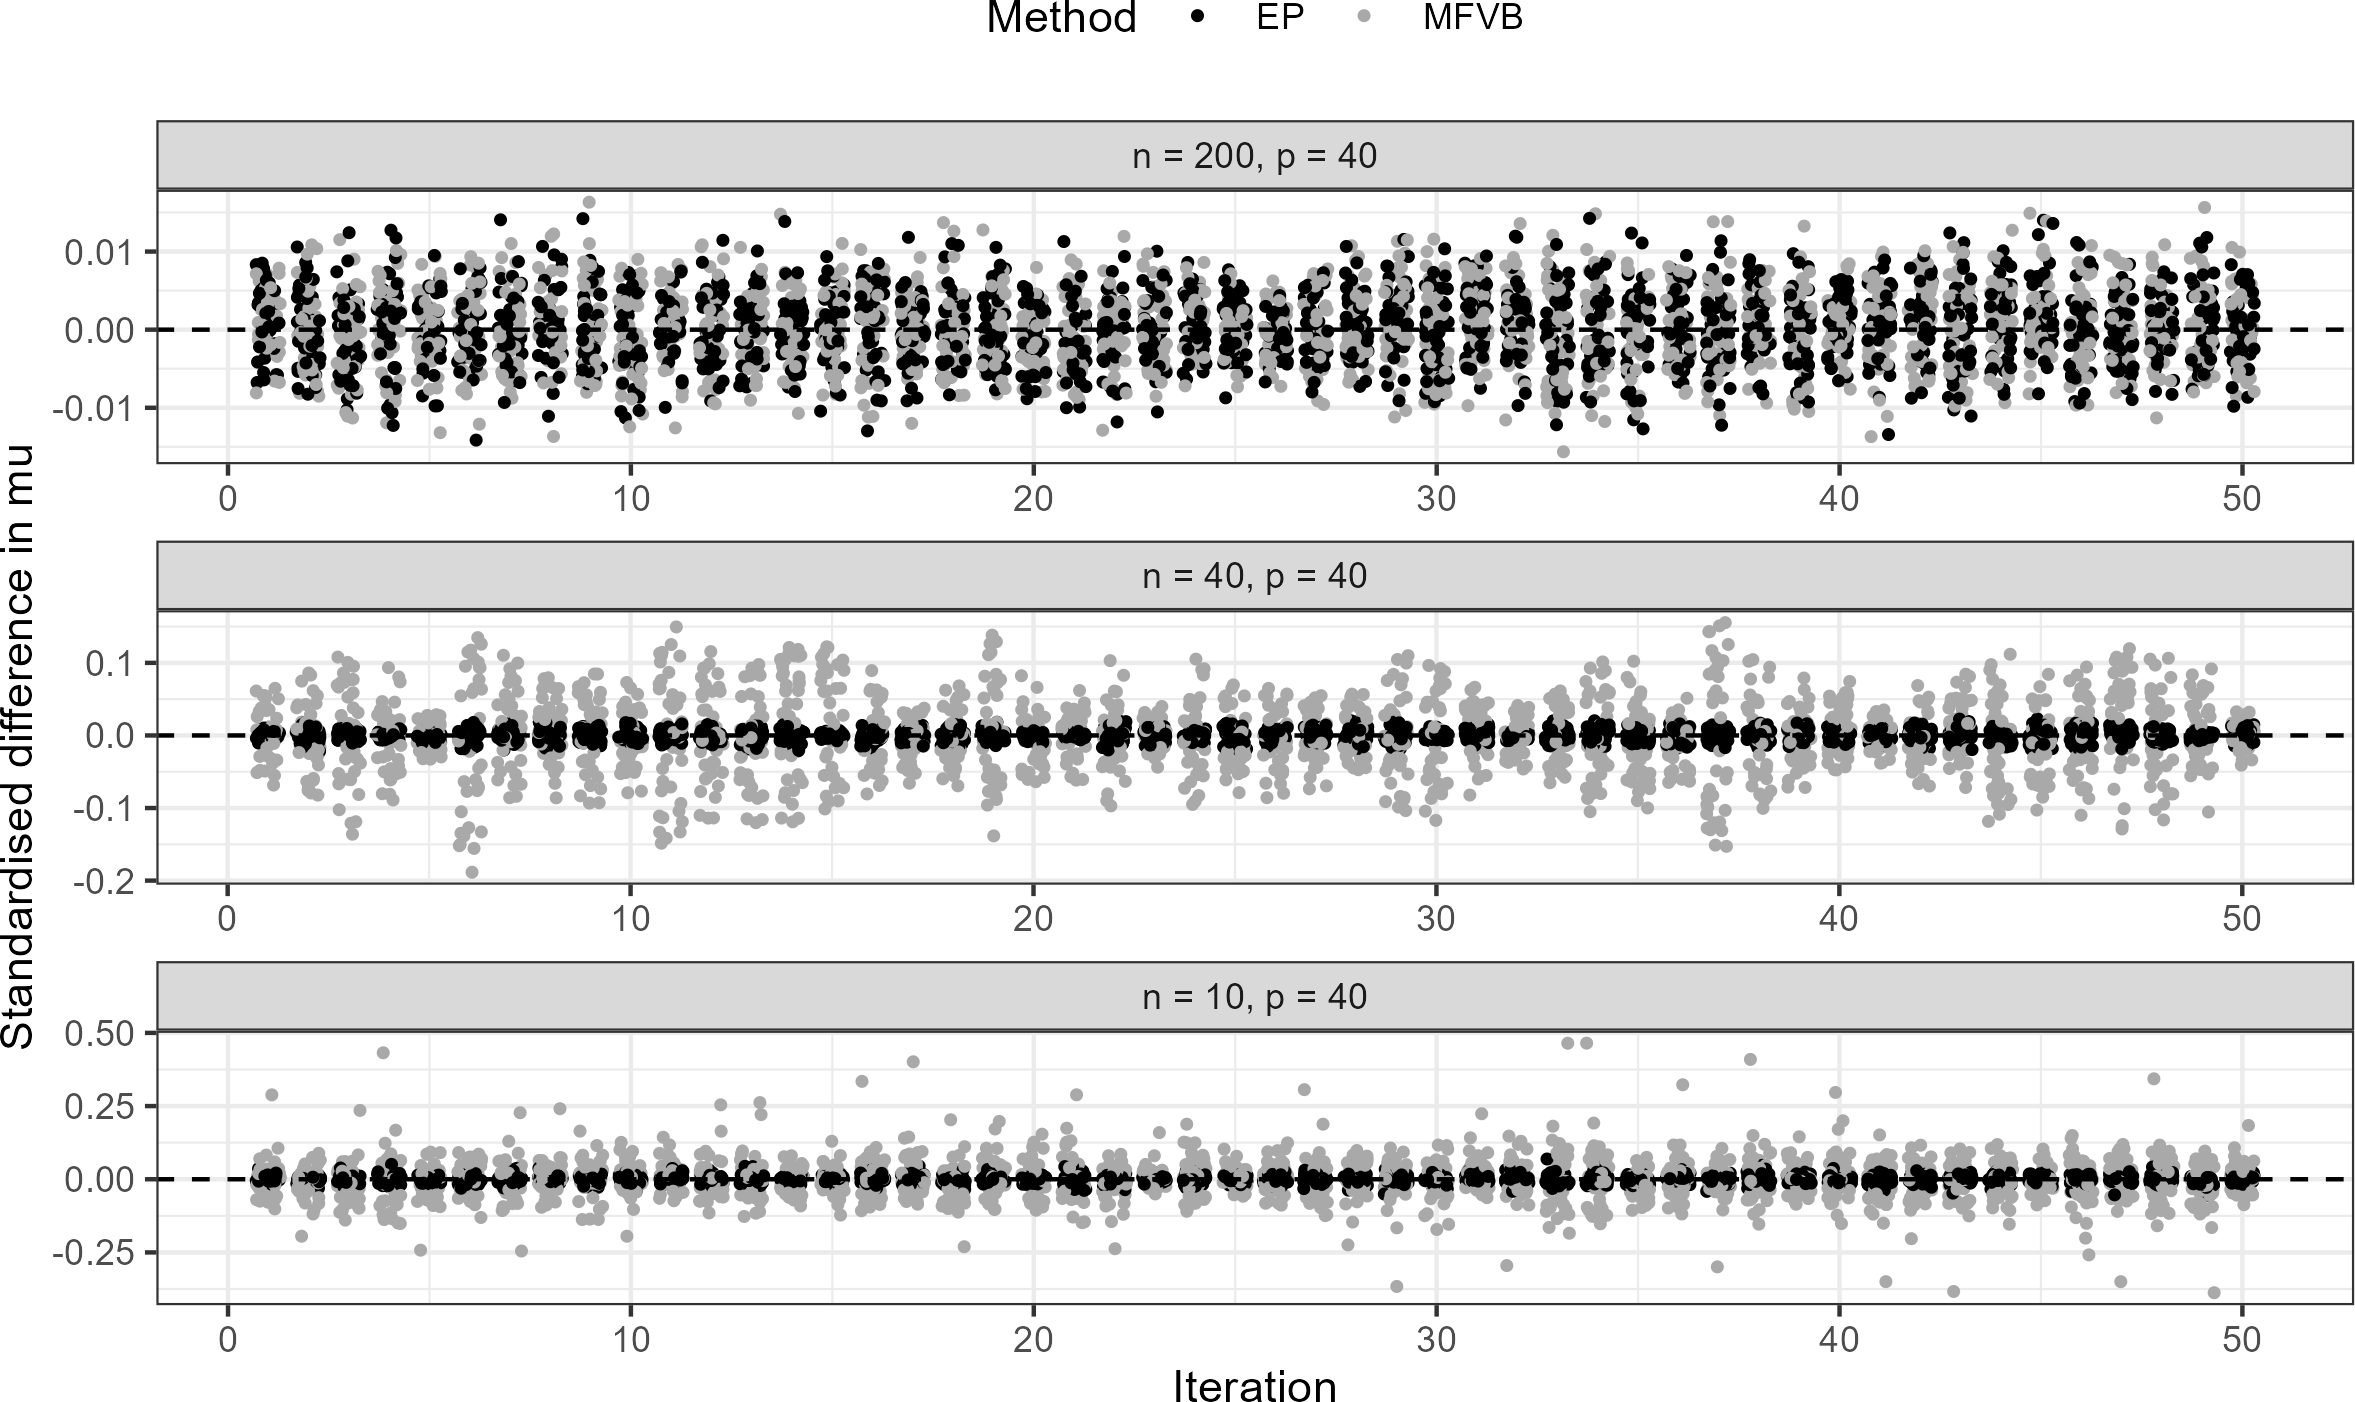 Method EP MFVB
n = 200, p = 40
0.01
0.00
-0.01
0 10 20 30 40 50
n = 40, p = 40
0.1
0.0
-0.1
-0.2
0 10 20 30 40 50
n = 10, p = 40
0.50
0.25
0.00
-0.25
0 10 20 30 40 50
Standardised difference in mu
Iteration